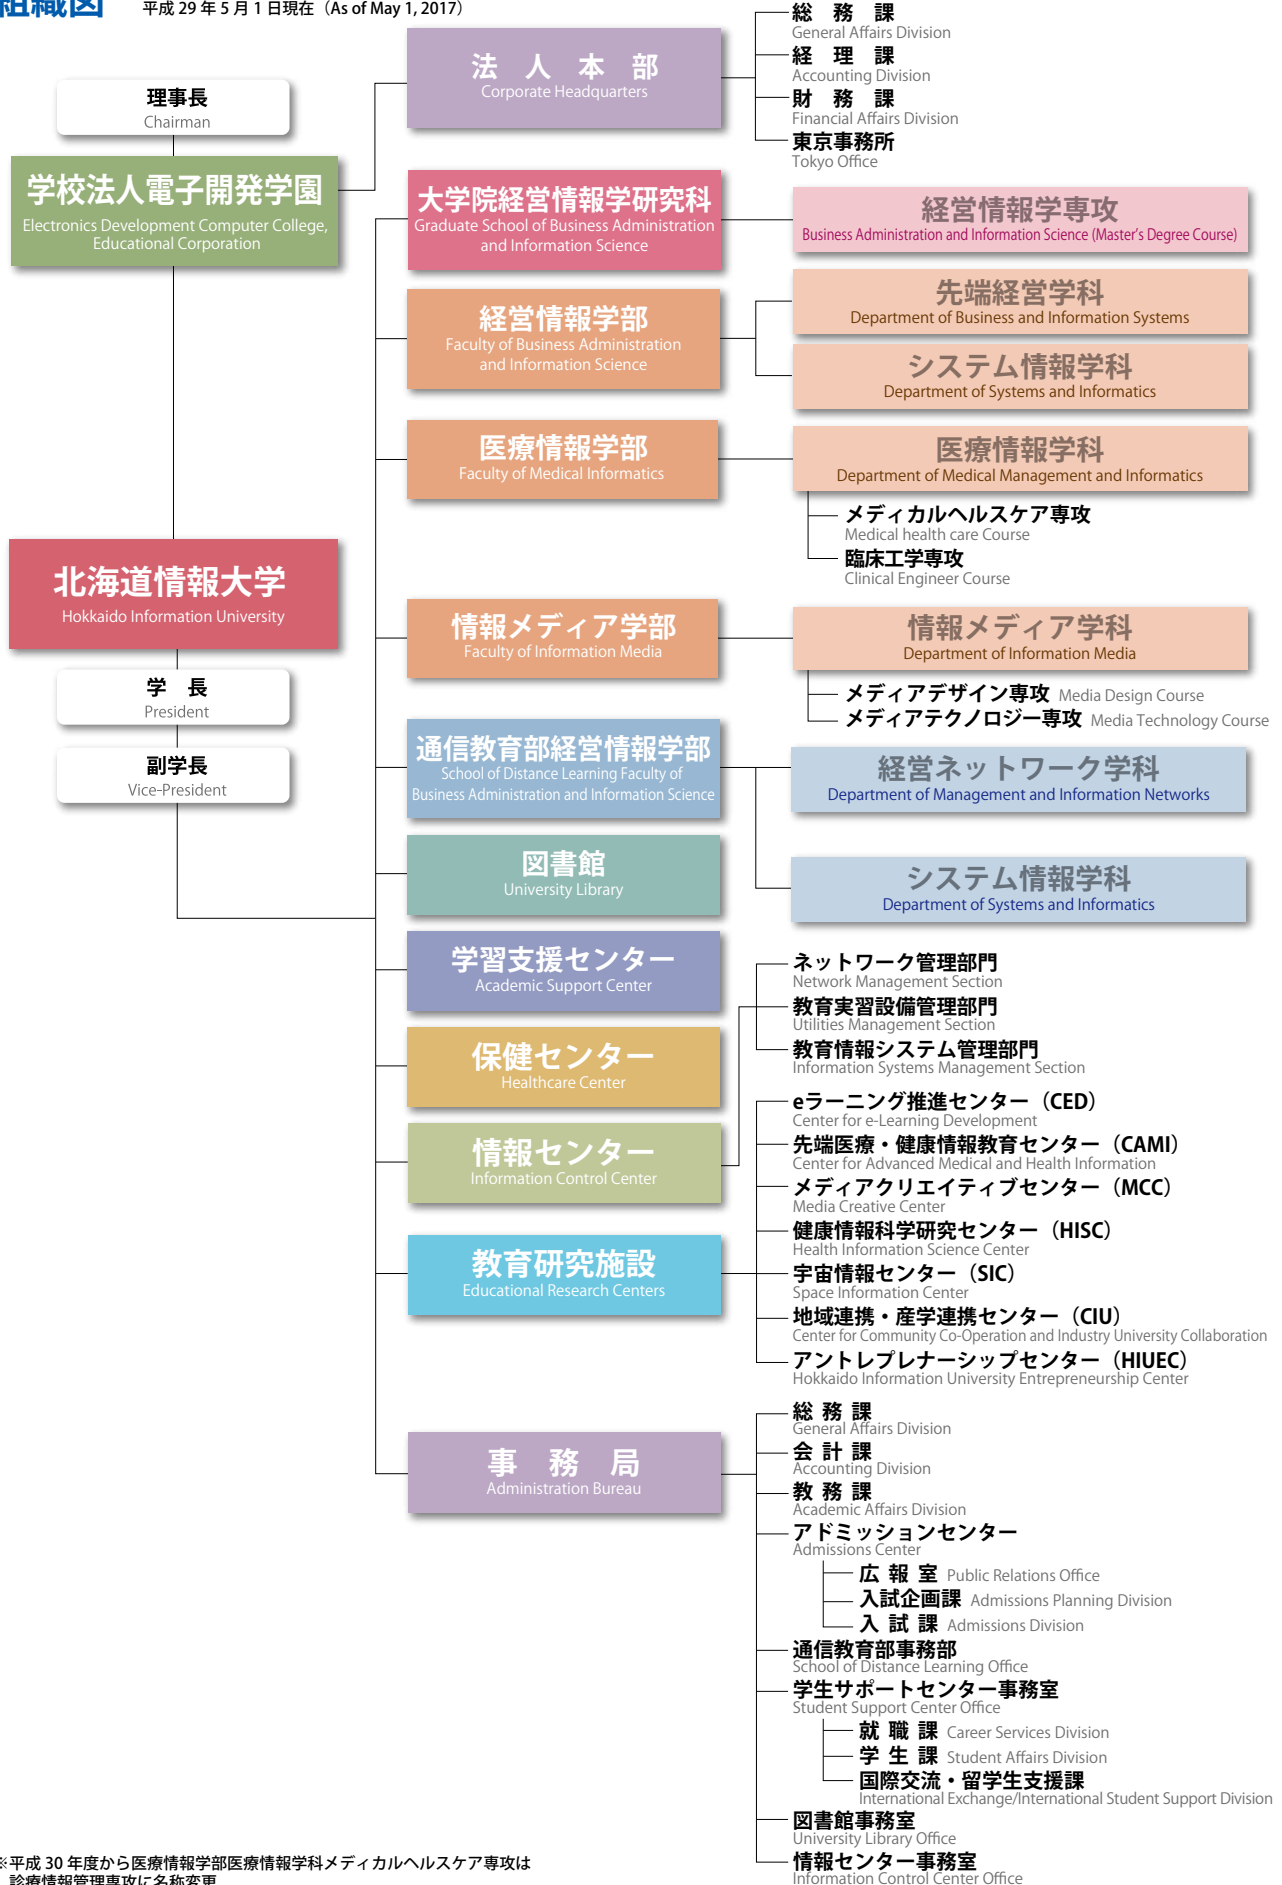 組織図
平成 29 年 5 月 1 日現在（As of May 1, 2017）
理事長
Chairman
学校法人電子開発学園
Electronics Development Computer College,
Educational Corporation
北海道情報大学
Hokkaido Information University
学　長
President
副学長
Vice-President
法　人　本　部
Corporate Headquarters
総　務　課
General Affairs Division
経　理　課
Accounting Division
財　務　課
Financial Affairs Division
東京事務所
Tokyo Office
大学院経営情報学研究科
Graduate School of Business Administration
and Information Science
経営情報学専攻
Business Administration and Information Science (Master's Degree Course)
経営情報学部
Faculty of Business Administration
and Information Science
先端経営学科
Department of Business and Information Systems
システム情報学科
Department of Systems and Informatics
医療情報学部
Faculty of Medical Informatics
医療情報学科
Department of Medical Management and Informatics
メディカルヘルスケア専攻
Medical health care Course
臨床工学専攻
Clinical Engineer Course
情報メディア学部
Faculty of Information Media
情報メディア学科
Department of Information Media
メディアデザイン専攻 Media Design Course
メディアテクノロジー専攻 Media Technology Course
通信教育部経営情報学部
School of Distance Learning Faculty of
Business Administration and Information Science
経営ネットワーク学科
Department of Management and Information Networks
システム情報学科
Department of Systems and Informatics
図書館
University Library
学習支援センター
Academic Support Center
保健センター
Healthcare Center
情報センター
Information Control Center
ネットワーク管理部門
Network Management Section
教育実習設備管理部門
Utilities Management Section
教育情報システム管理部門
Information Systems Management Section
教育研究施設
Educational Research Centers
eラーニング推進センター（CED）
Center for e-Learning Development
先端医療・健康情報教育センター（CAMI）
Center for Advanced Medical and Health Information
メディアクリエイティブセンター（MCC）
Media Creative Center
健康情報科学研究センター（HISC）
Health Information Science Center
宇宙情報センター（SIC）
Space Information Center
地域連携・産学連携センター（CIU）
Center for Community Co-Operation and Industry University Collaboration
アントレプレナーシップセンター（HIUEC）
Hokkaido Information University Entrepreneurship Center
事　務　局
Administration Bureau
総 務 課
General Affairs Division
会 計 課
Accounting Division
教 務 課
Academic Affairs Division
アドミッションセンター
Admissions Center
広 報 室 Public Relations Office
入試企画課 Admissions Planning Division
入 試 課 Admissions Division
通信教育部事務部
School of Distance Learning Office
学生サポートセンター事務室
Student Support Center Office
就 職 課 Career Services Division
学 生 課 Student Affairs Division
国際交流・留学生支援課
International Exchange/International Student Support Division
図書館事務室
University Library Office
情報センター事務室
Information Control Center Office
※平成 30 年度から医療情報学部医療情報学科メディカルヘルスケア専攻は
診療情報管理専攻に名称変更